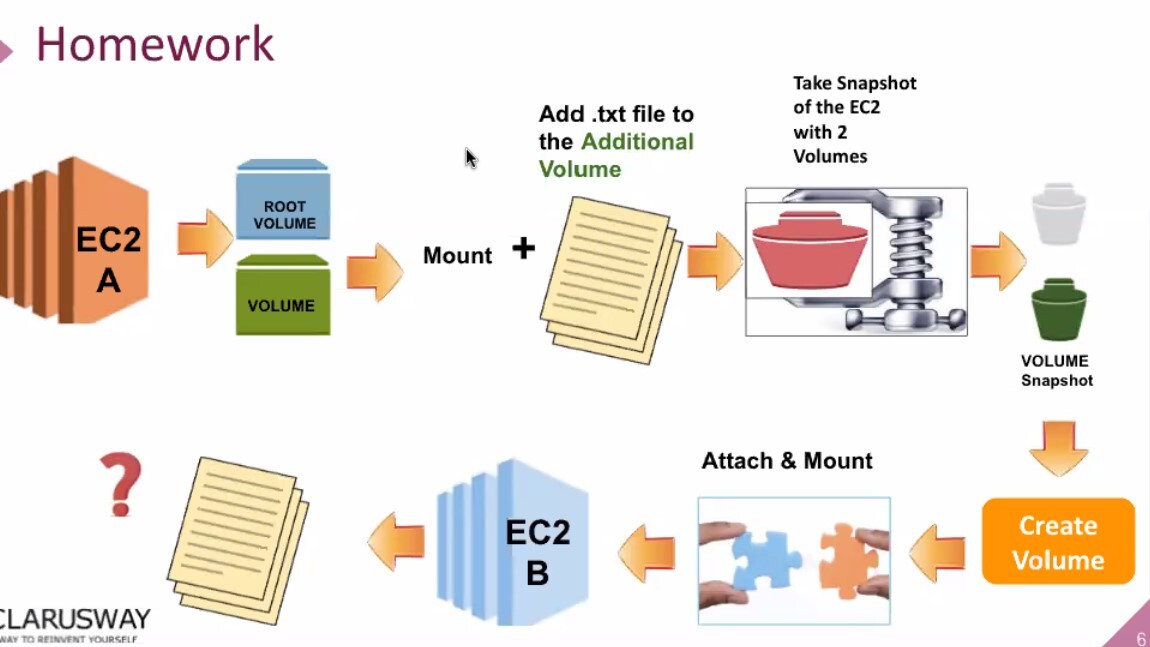 Homework
Take Snapshot
of the EC2
with 2
Volumes
Add .txt file to
the Additional
Volume
EC2
A
ROOT
VOLUME
VOLUME
Mount
+
VOLUME
Snapshot
Attach & Mount
Create
Volume
EC2
B
?
CLARUSWAY
WAY TO REINVENT YOURSELF
6